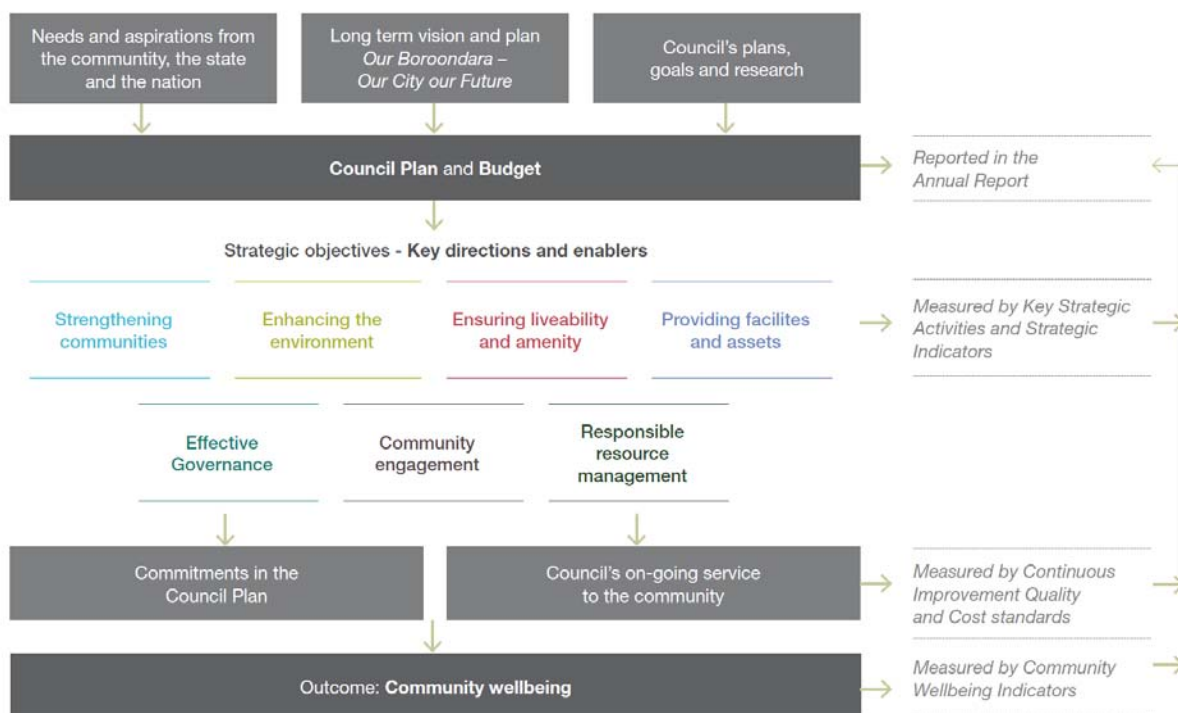 Needs and aspirations from
the communtity, the state
and the nation
Long term vision and plan
Our Boroondara –
Our City our Future
Council's plans,
goals and research
Council Plan and Budget
Reported in the
Annual Report
Strategic objectives - Key directions and enablers
Strengthening
communities
Enhancing the
environment
Ensuring liveability
and amenity
Providing facilites
and assets
Measured by Key Strategic
Activities and Strategic
Indicators
Effective
Governance
Community
engagement
Responsible
resource
management
Commitments in the
Council Plan
Council's on-going service
to the community
Measured by Continuous
Improvement Quality
and Cost standards
Outcome: Community wellbeing
Measured by Community
Wellbeing Indicators